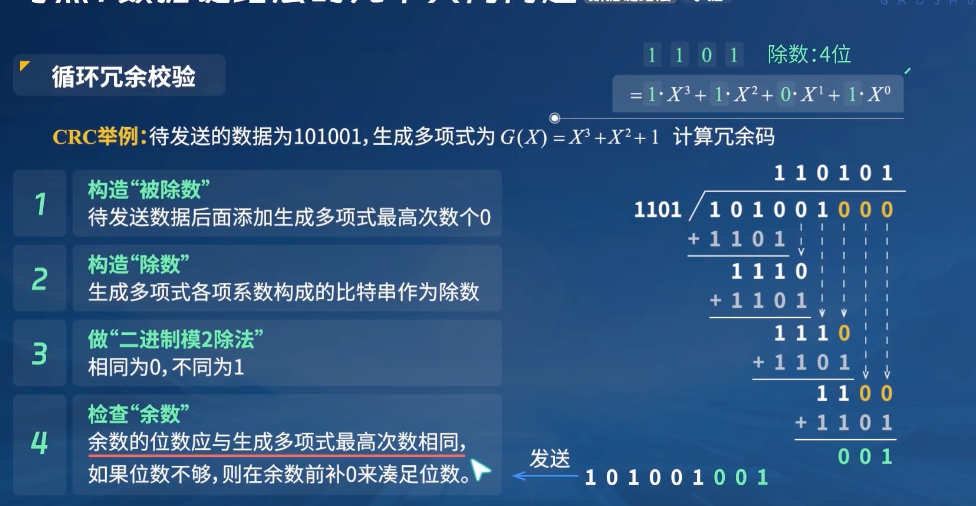 循环冗余校验
1 1 0 1 除数:4位
=1·X³+1·X²+0·X¹+1·X⁰
CRC举例:待发送的数据为101001,生成多项式为 G(X)=X³+X²+1 计算冗余码
1
构造“被除数”
待发送数据后面添加生成多项式最高次数个0
2
构造“除数”
生成多项式各项系数构成的比特串作为除数
3
做“二进制模2除法”
相同为0,不同为1
4
检查“余数”
余数的位数应与生成多项式最高次数相同,
如果位数不够,则在余数前补0来凑足位数。
1 1 0 1 0 1
1101 1 0 1 0 0 1 0 0 0
+ 1 1 0 1
1 1 1 0
+ 1 1 0 1
1 1 1 0
+ 1 1 0 1
1 1 0 0
+ 1 1 0 1
0 0 1
发送
1 0 1 0 0 1 0 0 1